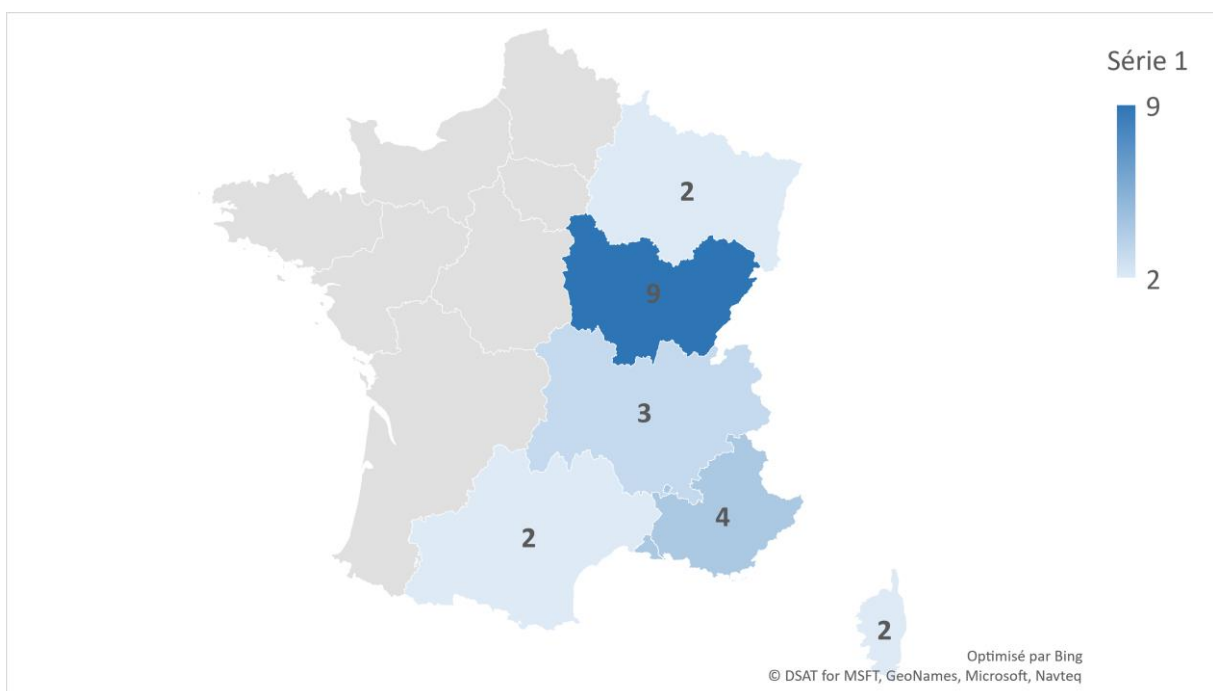 Série 1
9
2
2
9
3
4
2
2
Optimisé par Bing
© DSAT for MSFT, GeoNames, Microsoft, Navteq